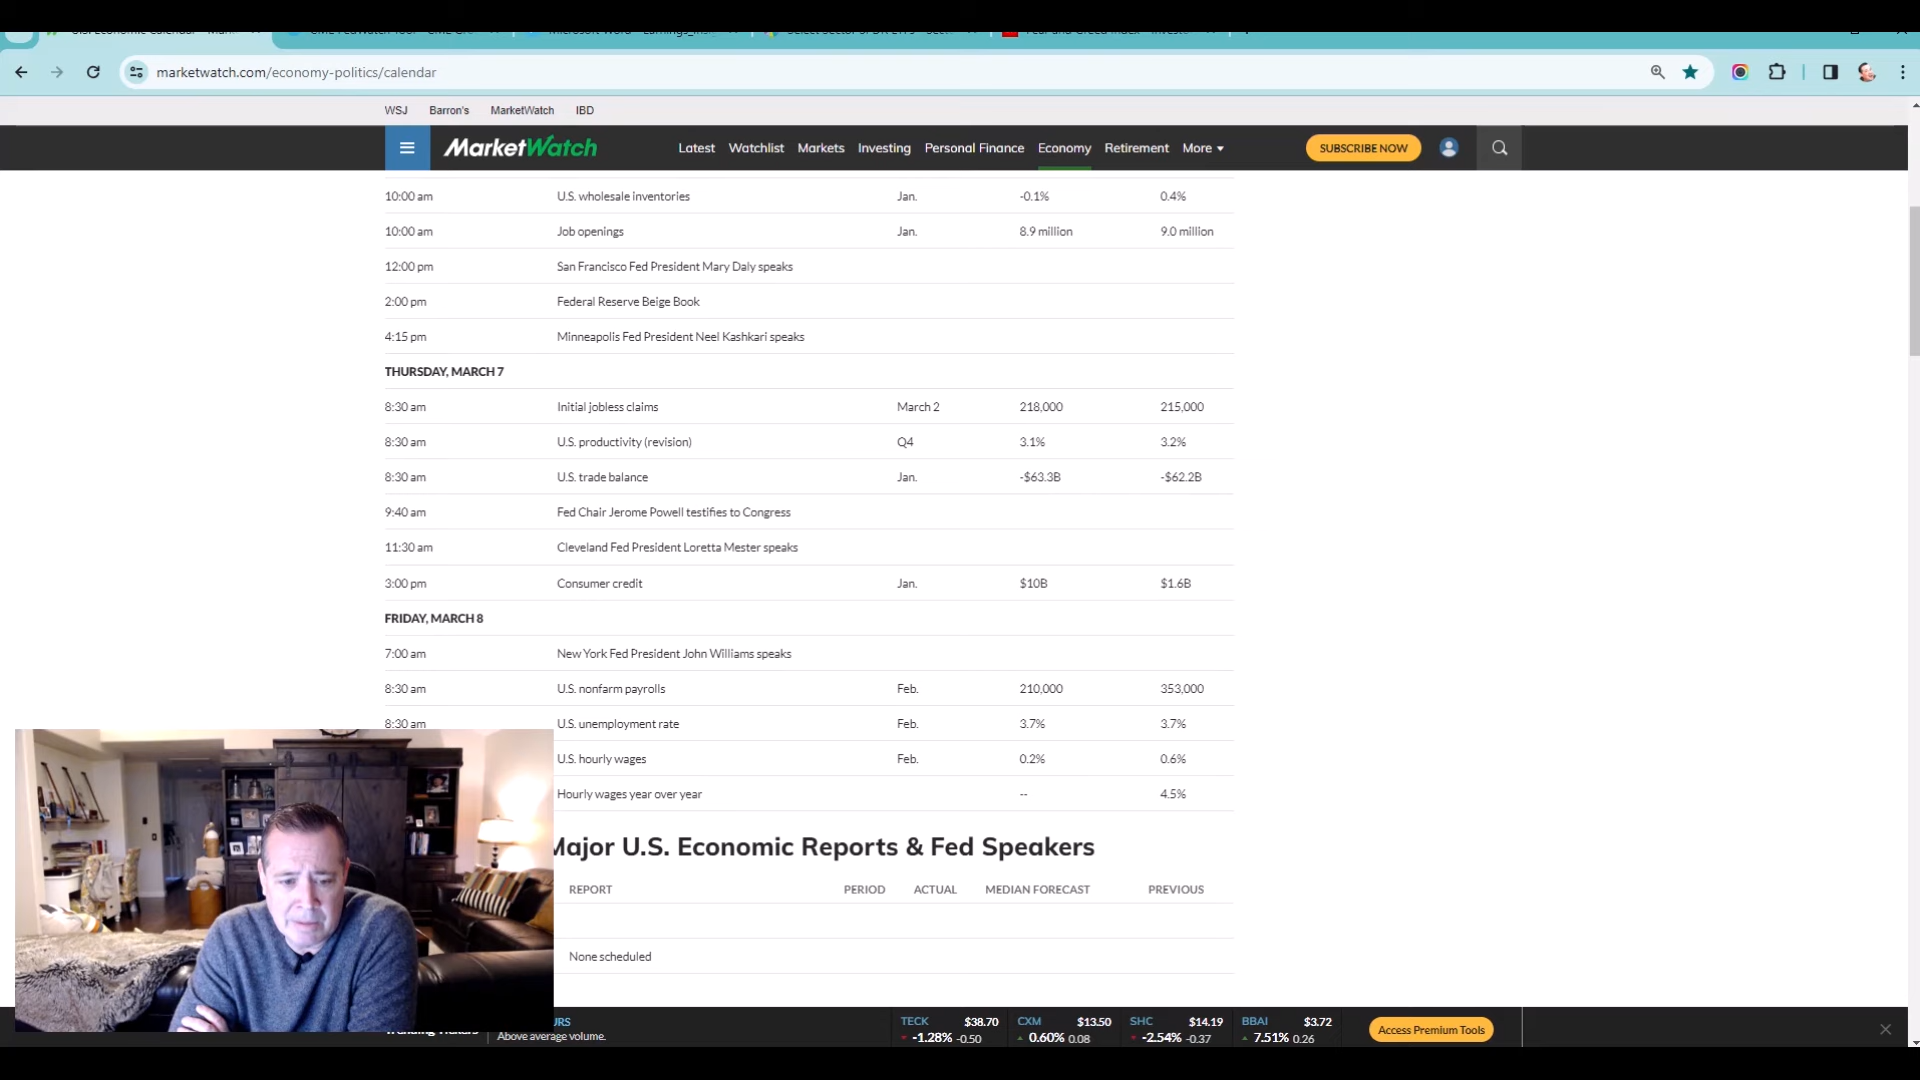 marketwatch.com/economy-politics/calendar
WSJ Barron's MarketWatch IBD
MarketWatch Latest Watchlist Markets Investing Personal Finance Economy Retirement More SUBSCRIBE NOW
10:00 am U.S. wholesale inventories Jan. -0.1% 0.4%
10:00 am Job openings Jan. 8.9 million 9.0 million
12:00 pm San Francisco Fed President Mary Daly speaks
2:00 pm Federal Reserve Beige Book
4:15 pm Minneapolis Fed President Neel Kashkari speaks
THURSDAY, MARCH 7
8:30 am Initial jobless claims March 2 218,000 215,000
8:30 am U.S. productivity (revision) Q4 3.1% 3.2%
8:30 am U.S. trade balance Jan. -$63.3B -$62.2B
9:40 am Fed Chair Jerome Powell testifies to Congress
11:30 am Cleveland Fed President Loretta Mester speaks
3:00 pm Consumer credit Jan. $10B $1.6B
FRIDAY, MARCH 8
7:00 am New York Fed President John Williams speaks
8:30 am U.S. nonfarm payrolls Feb. 210,000 353,000
8:30 am U.S. unemployment rate Feb. 3.7% 3.7%
U.S. hourly wages Feb. 0.2% 0.6%
Hourly wages year over year -- 4.5%
Major U.S. Economic Reports & Fed Speakers
REPORT PERIOD ACTUAL MEDIAN FORECAST PREVIOUS
None scheduled
TECK $38.70 CXM $13.50 SHC $14.19 BBAI $3.72
Above average volume. -1.28% -0.50 0.60% 0.08 -2.54% -0.37 7.51% 0.26 Access Premium Tools